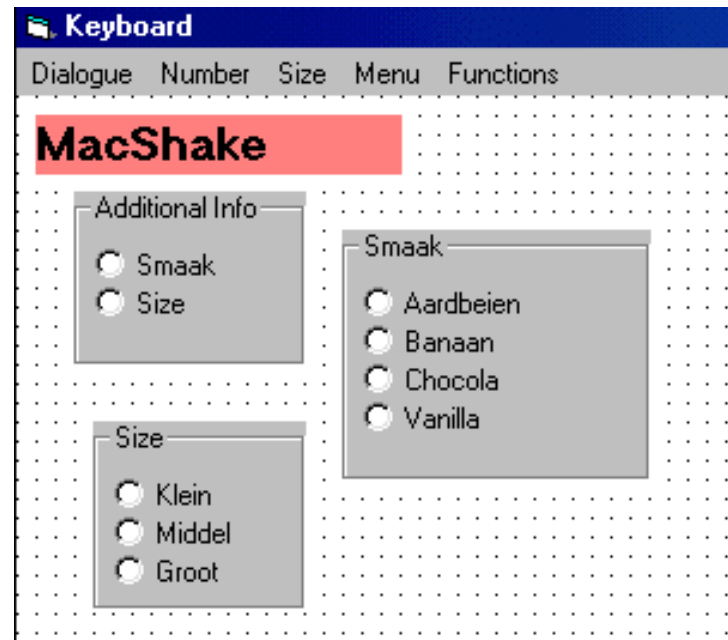 Keyboard
Dialogue Number Size Menu Functions
MacShake
Additional Info
Smaak
Size
Smaak
Aardbeien
Banaan
Chocola
Vanilla
Size
Klein
Middel
Groot